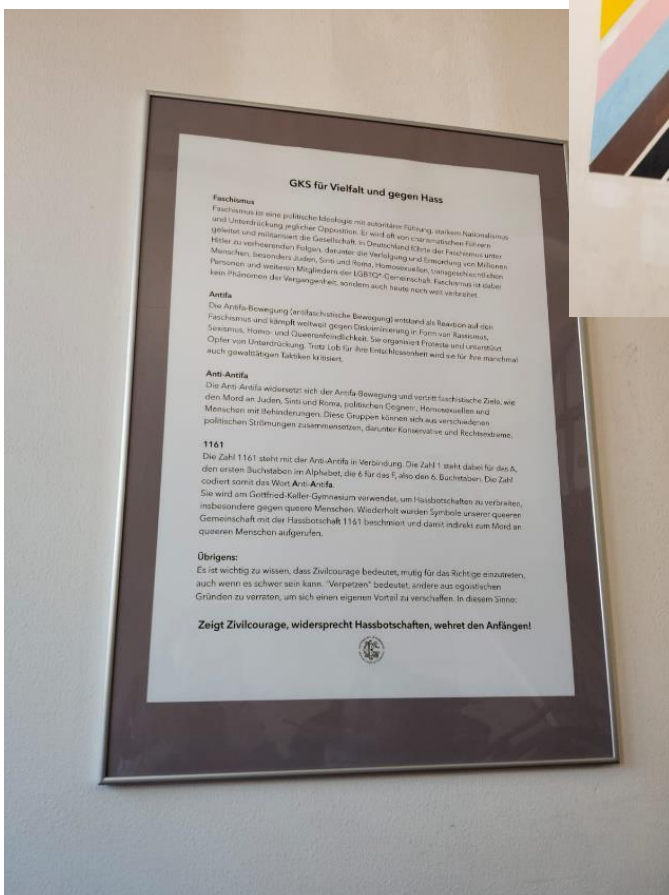 GKS für Vielfalt und gegen Hass
Faschismus
Faschismus ist eine politische Ideologie mit autoritärer Führung, starkem Nationalismus
und Unterdrückung jeglicher Opposition. Er wird oft von charismatischen Führern
geleitet und militarisiert die Gesellschaft. In Deutschland führte der Faschismus unter
Hitler zu verheerenden Folgen, darunter die Verfolgung und Ermordung von Millionen
Menschen, besonders Juden, Sinti und Roma, Homosexuellen, transgeschlechtlichen
Personen und weiteren Mitgliedern der LGBTQ*-Gemeinschaft. Faschismus ist dabei
kein Phänomen der Vergangenheit, sondern auch heute noch weit verbreitet.
Antifa
Die Antifa-Bewegung (antifaschistische Bewegung) entstand als Reaktion auf den
Faschismus und kämpft weltweit gegen Diskriminierung in Form von Rassismus,
Sexismus, Homo- und Queerfeindlichkeit. Sie organisiert Proteste und unterstützt
Opfer von Unterdrückung. Trotz Lob für ihre Entschlossenheit wird sie für ihre manchmal
auch gewalttätigen Taktiken kritisiert.
Anti-Antifa
Die Anti-Antifa widersetzt sich der Antifa-Bewegung und vertritt faschistische Ziele, wie
den Mord an Juden, Sinti und Roma, politischen Gegnern, Homosexuellen und
Menschen mit Behinderungen. Diese Gruppen können sich aus verschiedenen
politischen Strömungen zusammensetzen, darunter Konservative und Rechtsextreme.
1161
Die Zahl 1161 steht mit der Anti-Antifa in Verbindung. Die Zahl 1 steht dabei für das A,
den ersten Buchstaben im Alphabet, die 6 für das F, also den 6. Buchstaben. Die Zahl
codiert somit das Wort Anti-Antifa.
Sie wird am Gottfried-Keller-Gymnasium verwendet, um Hassbotschaften zu verbreiten,
insbesondere gegen queere Menschen. Wiederholt wurden Symbole unserer queeren
Gemeinschaft mit der Hassbotschaft 1161 beschmiert und damit indirekt zum Mord an
queeren Menschen aufgerufen.
Übrigens:
Es ist wichtig zu wissen, dass Zivilcourage bedeutet, mutig für das Richtige einzutreten,
auch wenn es schwer sein kann. "Verpetzen" bedeutet, andere aus egoistischen
Gründen zu verraten, um sich einen eigenen Vorteil zu verschaffen. In diesem Sinne:
Zeigt Zivilcourage, widersprecht Hassbotschaften, wehret den Anfängen!